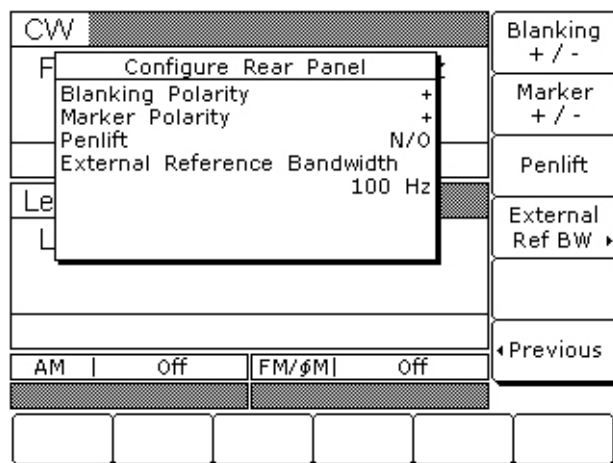 CW
F
z
Configure Rear Panel
Blanking Polarity +
Marker Polarity +
Penlift N/O
External Reference Bandwidth
100 Hz
Le
L
AM | Off
FM/ϕM| Off
Blanking
+ / -
Marker
+ / -
Penlift
External
Ref BW ▸
◂Previous